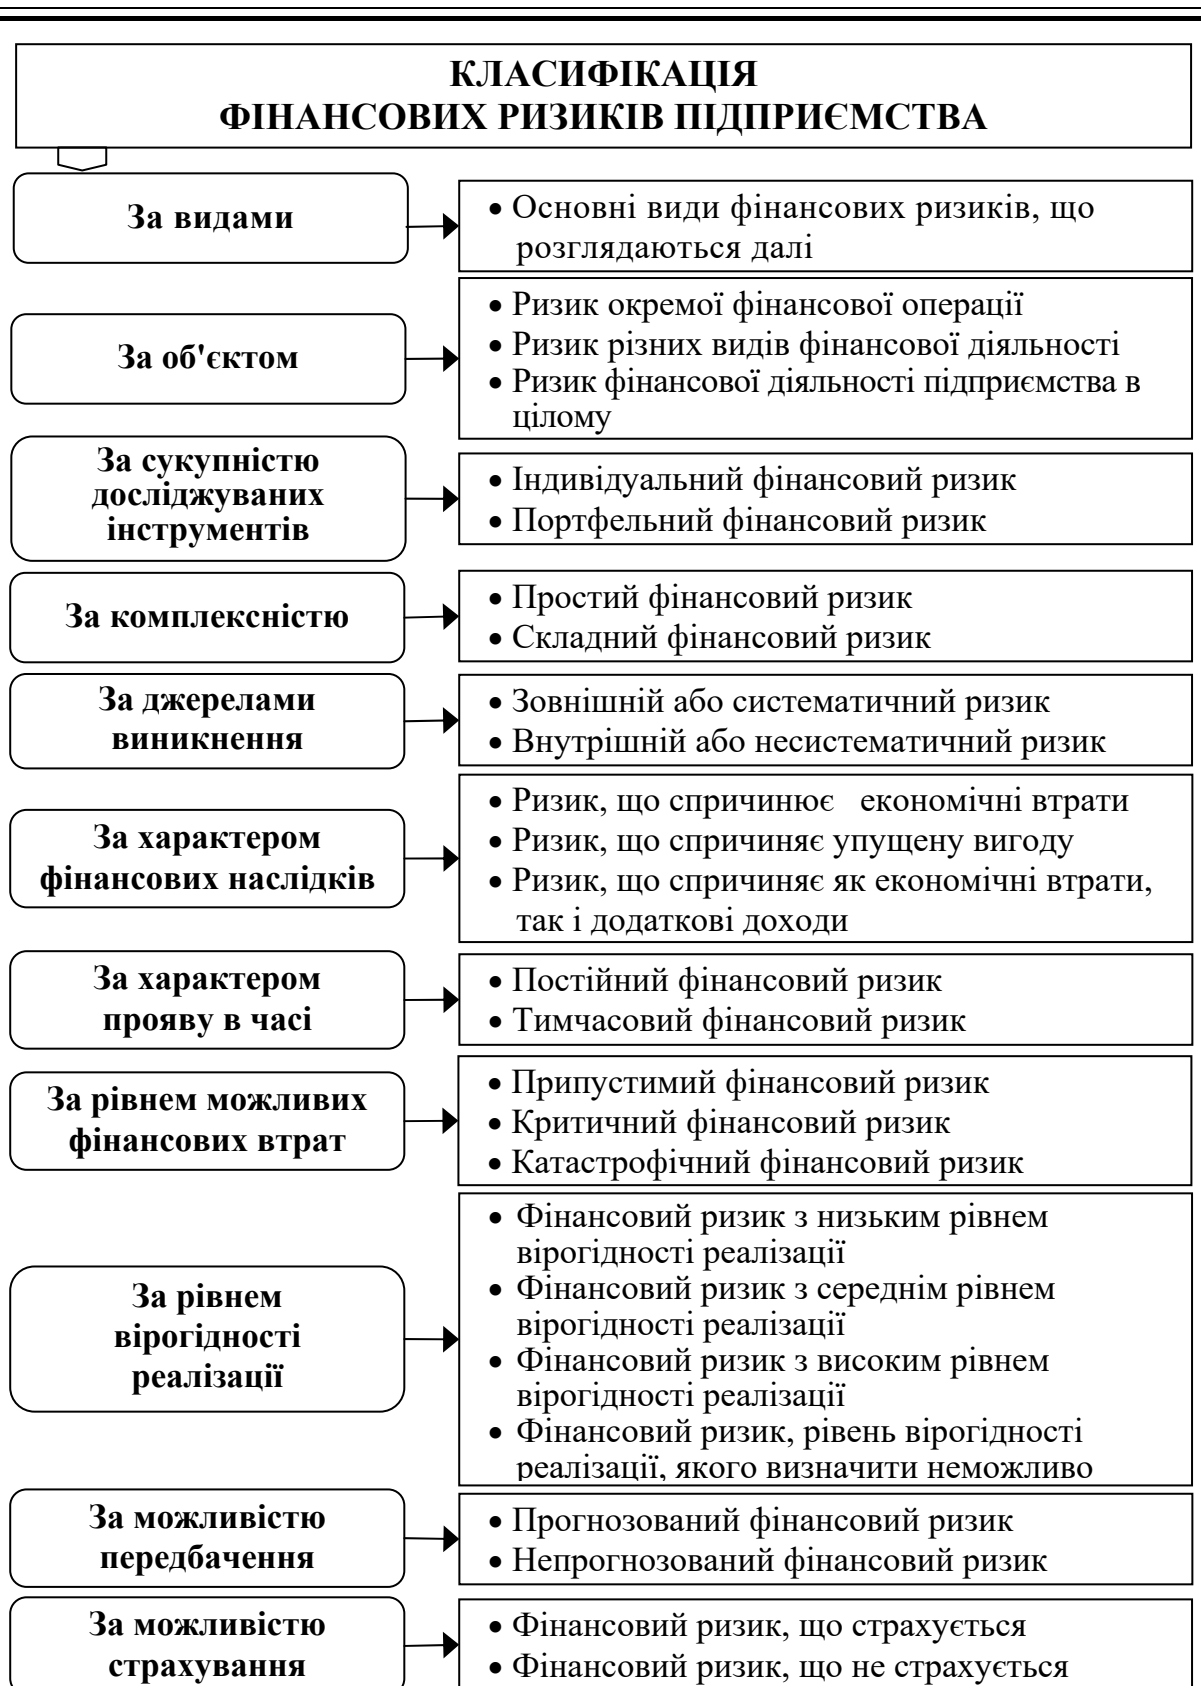 КЛАСИФІКАЦІЯ
ФІНАНСОВИХ РИЗИКІВ ПІДПРИЄМСТВА
За видами
• Основні види фінансових ризиків, що
розглядаються далі
За об'єктом
• Ризик окремої фінансової операції
• Ризик різних видів фінансової діяльності
• Ризик фінансової діяльності підприємства в
цілому
За сукупністю
досліджуваних
інструментів
• Індивідуальний фінансовий ризик
• Портфельний фінансовий ризик
За комплексністю
• Простий фінансовий ризик
• Складний фінансовий ризик
За джерелами
виникнення
• Зовнішній або систематичний ризик
• Внутрішній або несистематичний ризик
За характером
фінансових наслідків
• Ризик, що спричинює економічні втрати
• Ризик, що спричиняє упущену вигоду
• Ризик, що спричиняє як економічні втрати,
так і додаткові доходи
За характером
прояву в часі
• Постійний фінансовий ризик
• Тимчасовий фінансовий ризик
За рівнем можливих
фінансових втрат
• Припустимий фінансовий ризик
• Критичний фінансовий ризик
• Катастрофічний фінансовий ризик
За рівнем
вірогідності
реалізації
• Фінансовий ризик з низьким рівнем
вірогідності реалізації
• Фінансовий ризик з середнім рівнем
вірогідності реалізації
• Фінансовий ризик з високим рівнем
вірогідності реалізації
• Фінансовий ризик, рівень вірогідності
реалізації, якого визначити неможливо
За можливістю
передбачення
• Прогнозований фінансовий ризик
• Непрогнозований фінансовий ризик
За можливістю
страхування
• Фінансовий ризик, що страхується
• Фінансовий ризик, що не страхується